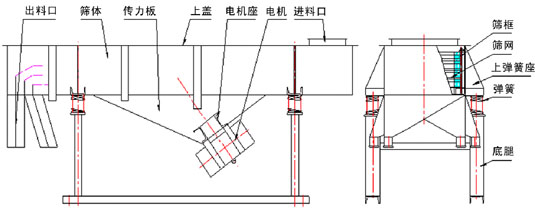 出料口 筛体 传力板 上盖 电机座 电机 进料口
筛框
筛网
上弹簧座
弹簧
底腿